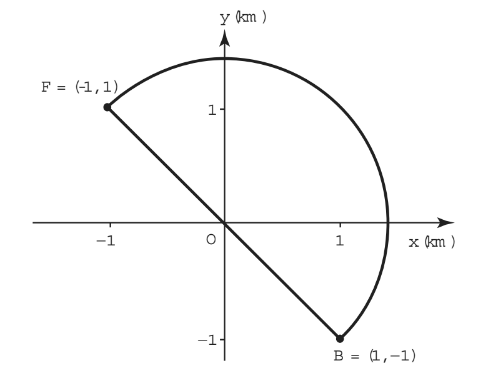 y (km)
F = (-1,1)
1
-1
O
1
x (km)
-1
B = (1,-1)